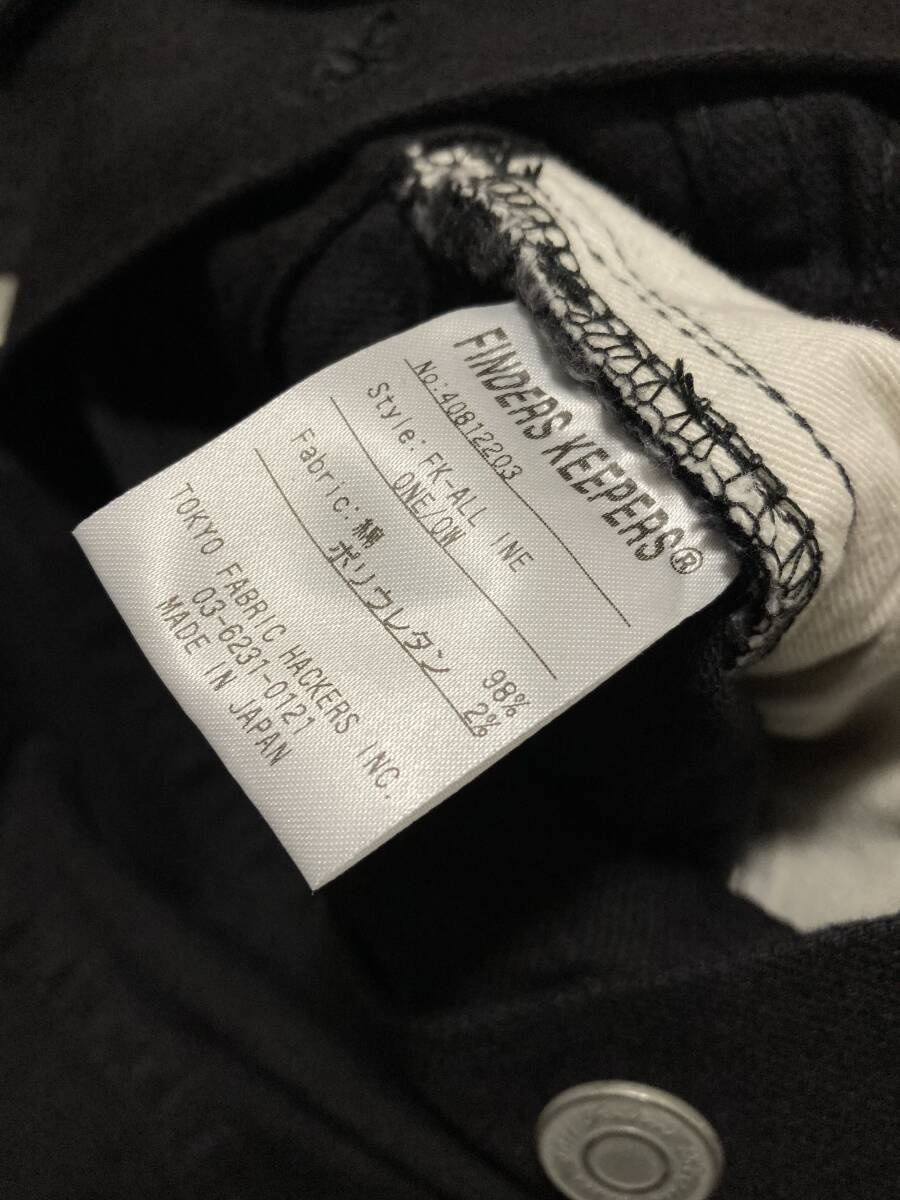 FINDERS KEEPERS®
No:40812203
Style: FK-ALL INE
ONE/OW
Fabric: 綿 98%
ポリウレタン 2%
TOKYO FABRIC HACKERS INC.
03-6231-0121
MADE IN JAPAN